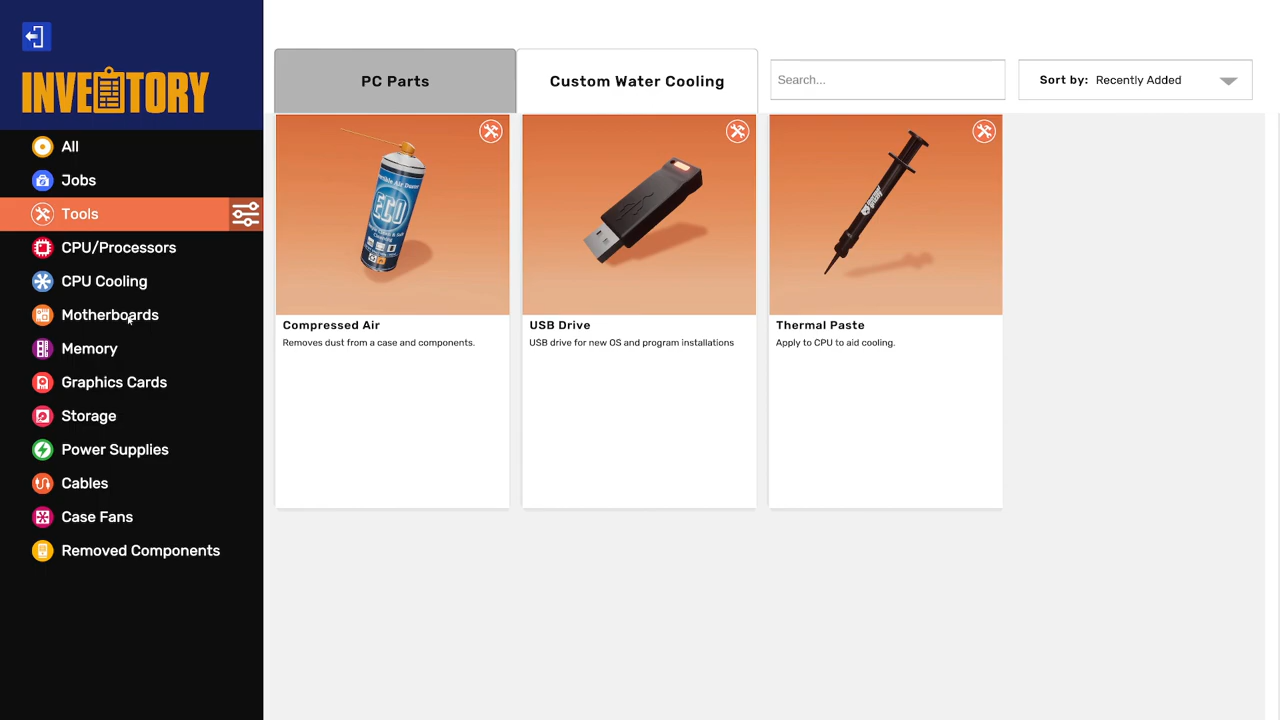 INVENTORY
All
Jobs
Tools
CPU/Processors
CPU Cooling
Motherboards
Memory
Graphics Cards
Storage
Power Supplies
Cables
Case Fans
Removed Components
PC Parts
Custom Water Cooling
Search...
Sort by: Recently Added
ECO
Compressed Air
Removes dust from a case and components.
USB Drive
USB drive for new OS and program installations
Thermal Paste
Apply to CPU to aid cooling.